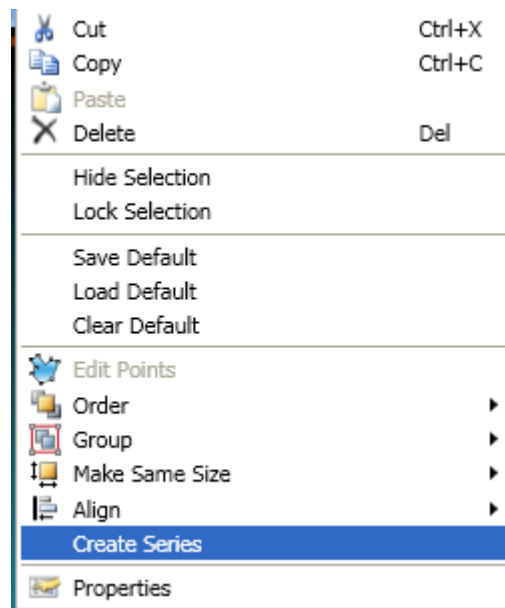 Cut Ctrl+X
Copy Ctrl+C
Paste
Delete Del
Hide Selection
Lock Selection
Save Default
Load Default
Clear Default
Edit Points
Order
Group
Make Same Size
Align
Create Series
Properties